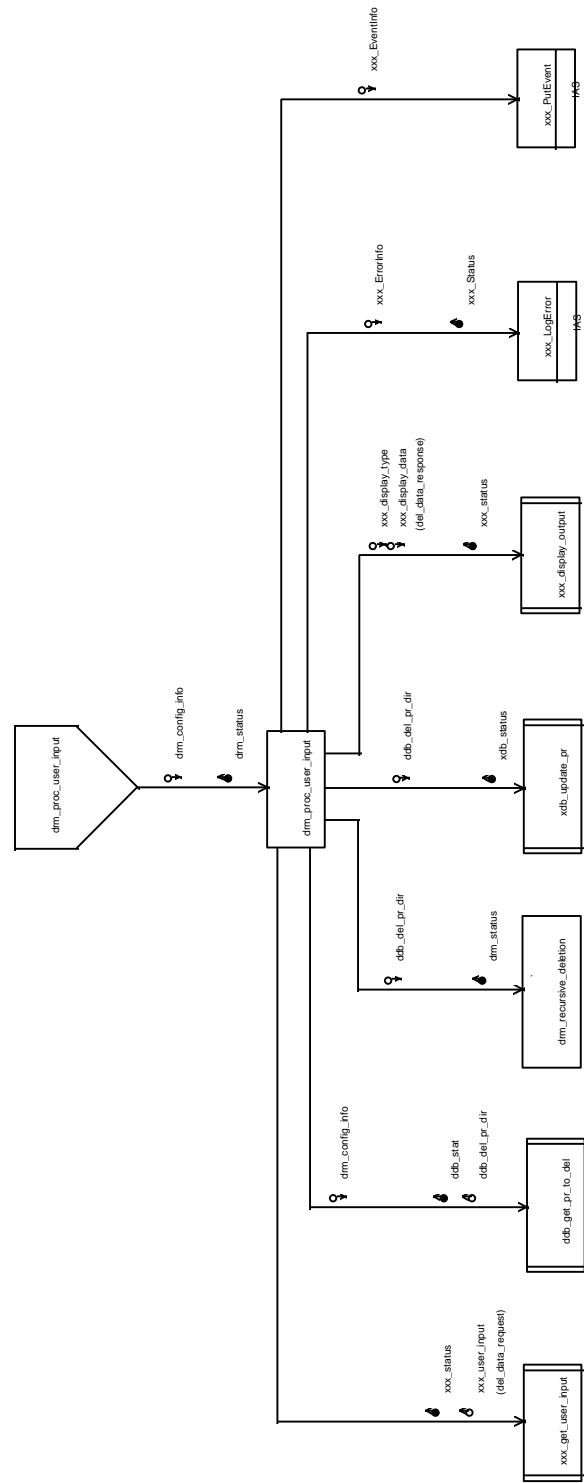 drm_proc_user_input
drm_config_info
drm_status
drm_proc_user_input
xxx_status
xxx_user_input
(del_data_request)
drm_config_info
ddb_stat
ddb_del_pr_dir
ddb_del_pr_dir
drm_status
ddb_del_pr_dir
xdb_status
xxx_display_type
xxx_display_data
(del_data_response)
xxx_status
xxx_ErrorInfo
xxx_Status
xxx_EventInfo
xxx_get_user_input
ddb_get_pr_to_del
drm_recursive_deletion
xdb_update_pr
xxx_display_output
xxx_LogError
IAS
xxx_PutEvent
IAS